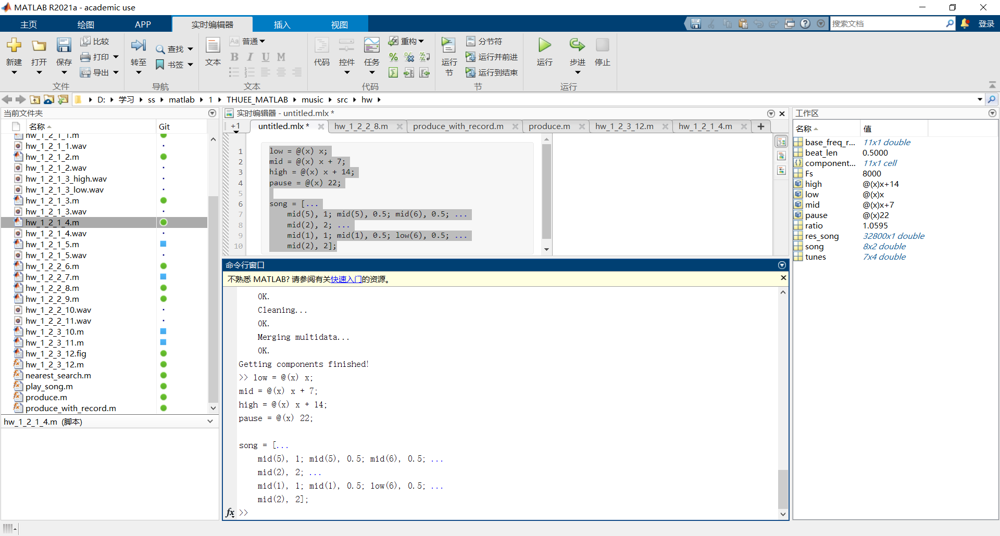 MATLAB R2021a - academic use
主页 绘图 APP 实时编辑器 插入 视图
搜索文档 登录
新建 打开 保存 比较 打印 导出
文件
转至 查找 书签
导航
文本 Aa 普通 B I U M
文本
代码 控件 任务 重构
代码
运行节 分节符 运行并前进 运行到结束
节
运行 步进 停止
运行
D: 学习 ss matlab 1 THUEE_MATLAB music src hw
当前文件夹
名称 Git
hw_1_2_1_1.m
hw_1_2_1_1.wav
hw_1_2_1_2.m
hw_1_2_1_2.wav
hw_1_2_1_3_high.wav
hw_1_2_1_3_low.wav
hw_1_2_1_3.m
hw_1_2_1_3.wav
hw_1_2_1_4.m
hw_1_2_1_4.wav
hw_1_2_1_5.m
hw_1_2_1_5.wav
hw_1_2_2_6.m
hw_1_2_2_7.m
hw_1_2_2_8.m
hw_1_2_2_9.m
hw_1_2_2_10.wav
hw_1_2_2_11.wav
hw_1_2_3_10.m
hw_1_2_3_11.m
hw_1_2_3_12.fig
hw_1_2_3_12.m
nearest_search.m
play_song.m
produce.m
produce_with_record.m
hw_1_2_1_4.m (脚本)
实时编辑器 - untitled.mlx *
+1 untitled.mlx * hw_1_2_2_8.m produce_with_record.m produce.m hw_1_2_3_12.m hw_1_2_1_4.m +
1 low = @(x) x;
2 mid = @(x) x + 7;
3 high = @(x) x + 14;
4 pause = @(x) 22;
5
6 song = [...
7 mid(5), 1; mid(5), 0.5; mid(6), 0.5; ...
8 mid(2), 2; ...
9 mid(1), 1; mid(1), 0.5; low(6), 0.5; ...
10 mid(2), 2];
命令行窗口
不熟悉 MATLAB? 请参阅有关快速入门的资源。
OK.
Cleaning...
OK.
Merging multidata...
OK.
Getting components finished!
>> low = @(x) x;
mid = @(x) x + 7;
high = @(x) x + 14;
pause = @(x) 22;
song = [...
mid(5), 1; mid(5), 0.5; mid(6), 0.5; ...
mid(2), 2; ...
mid(1), 1; mid(1), 0.5; low(6), 0.5; ...
mid(2), 2];
fx >>
工作区
名称 值
base_freq_r... 11x1 double
beat_len 0.5000
component... 11x1 cell
Fs 8000
high @(x)x+14
low @(x)x
mid @(x)x+7
pause @(x)22
ratio 1.0595
res_song 32800x1 double
song 8x2 double
tunes 7x4 double